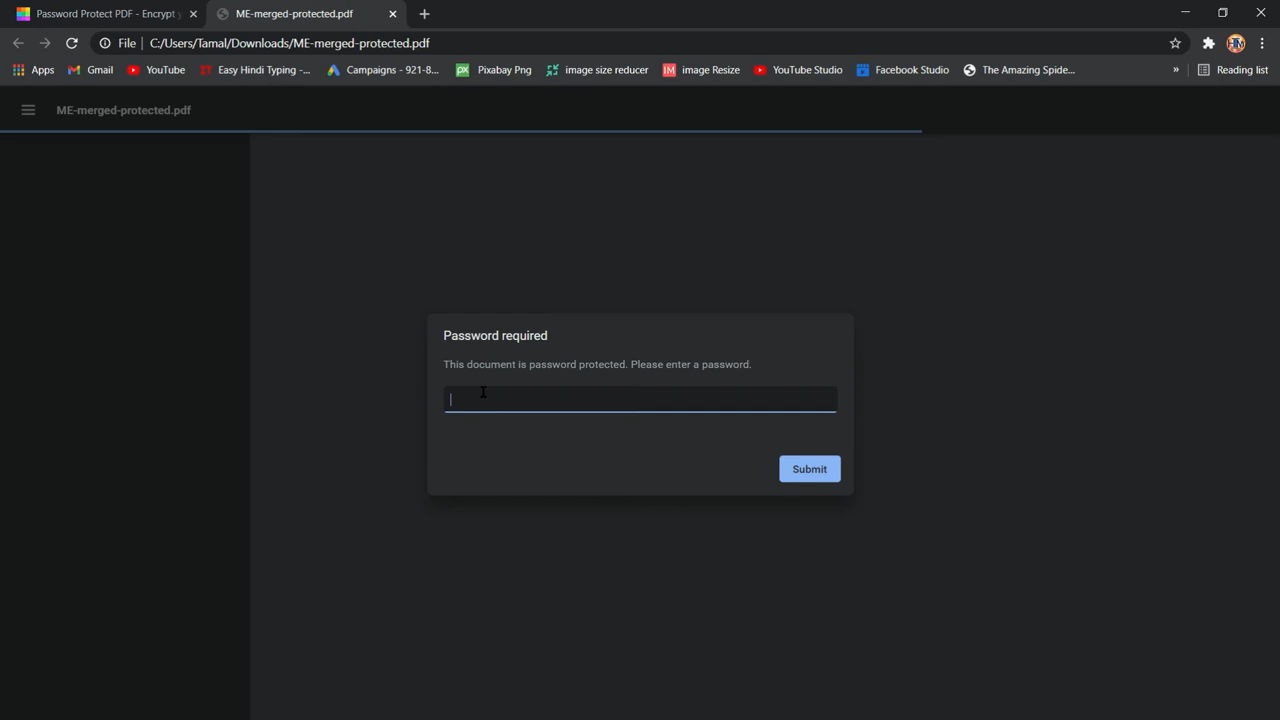 Password Protect PDF - Encrypt y
ME-merged-protected.pdf
File
C:/Users/Tamal/Downloads/ME-merged-protected.pdf
Apps
Gmail
YouTube
Easy Hindi Typing -...
Campaigns - 921-8...
px Pixabay Png
image size reducer
IM image Resize
YouTube Studio
Facebook Studio
The Amazing Spide...
»
Reading list
ME-merged-protected.pdf
Password required
This document is password protected. Please enter a password.
Submit